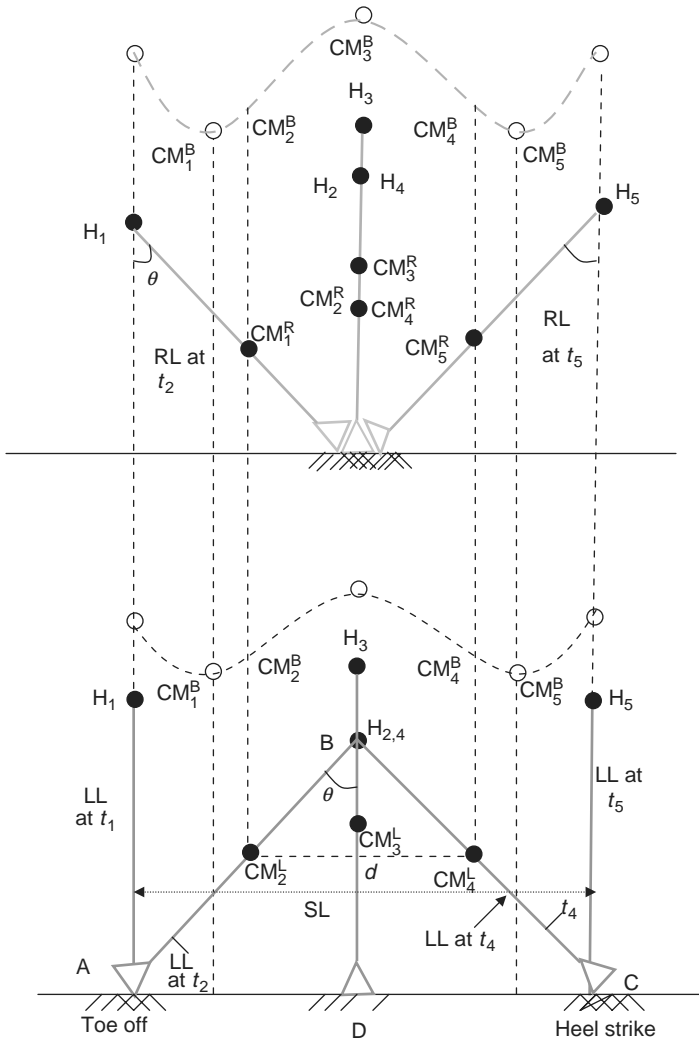 CM₃ᴮ
H₃
CM₁ᴮ
CM₂ᴮ
CM₄ᴮ
CM₅ᴮ
H₁
H₂
H₄
H₅
θ
CM₃ᴿ
CM₂ᴿ
CM₄ᴿ
CM₁ᴿ
CM₅ᴿ
RL at
t₂
RL
at t₅
H₃
CM₂ᴮ
CM₄ᴮ
H₁
CM₁ᴮ
CM₅ᴮ
H₅
B
H₂,₄
LL
at t₁
θ
LL at
t₅
CM₃ᴸ
CM₂ᴸ
d
CM₄ᴸ
SL
t₄
LL at t₄
A
LL
at t₂
C
Toe off
D
Heel strike